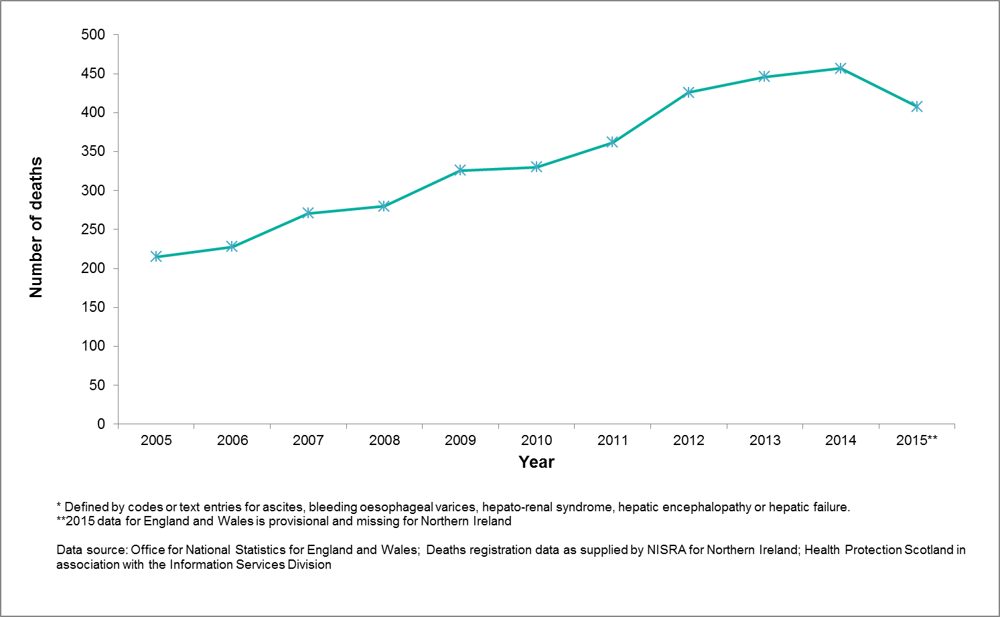 500
450
400
350
300
250
200
150
100
50
0
Number of deaths
2005 2006 2007 2008 2009 2010 2011 2012 2013 2014 2015**
Year
* Defined by codes or text entries for ascites, bleeding oesophageal varices, hepato-renal syndrome, hepatic encephalopathy or hepatic failure.
**2015 data for England and Wales is provisional and missing for Northern Ireland
Data source: Office for National Statistics for England and Wales; Deaths registration data as supplied by NISRA for Northern Ireland; Health Protection Scotland in
association with the Information Services Division